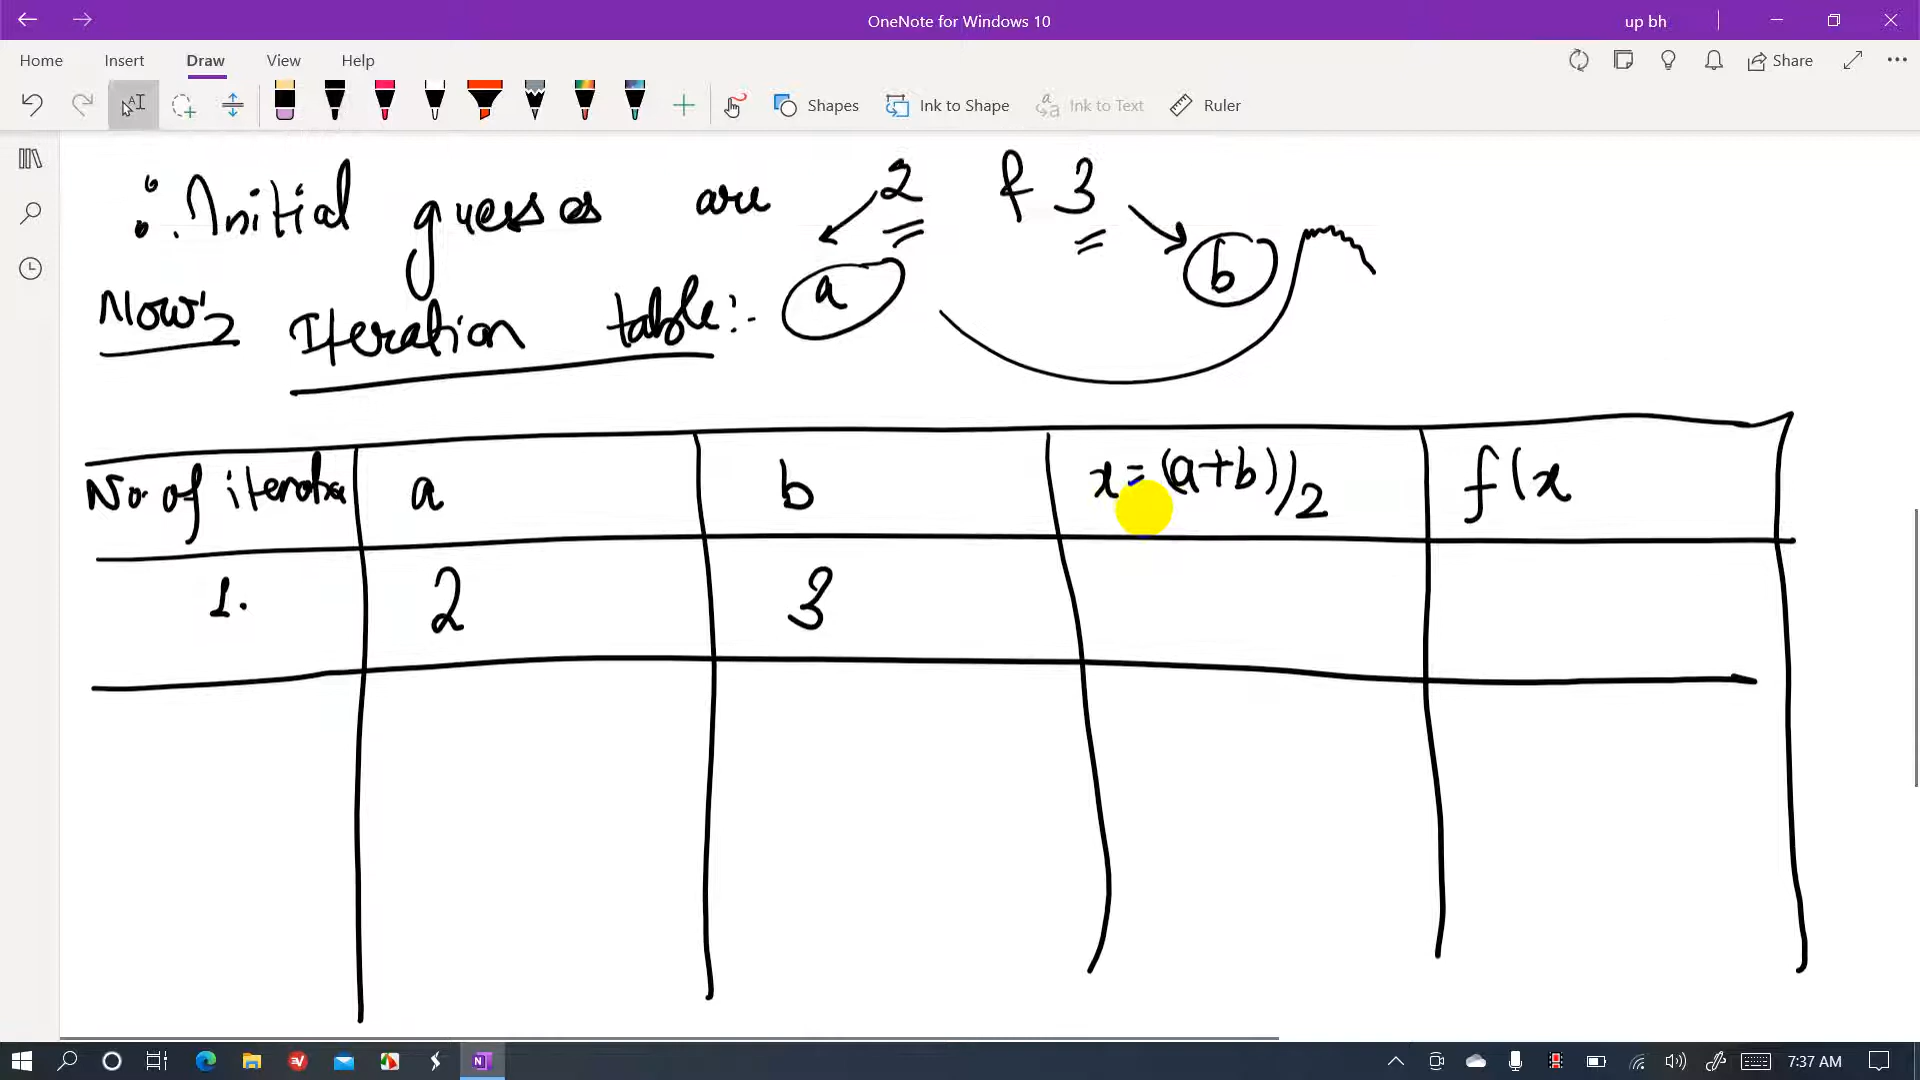 OneNote for Windows 10
up bh
Home Insert Draw View Help
Share
Shapes Ink to Shape Ink to Text Ruler
∴ Initial guesses are 2 & 3
a b
Now, Iteration table:-
No. of iteratio a b x = (a+b)/2 f(x
1. 2 3
7:37 AM